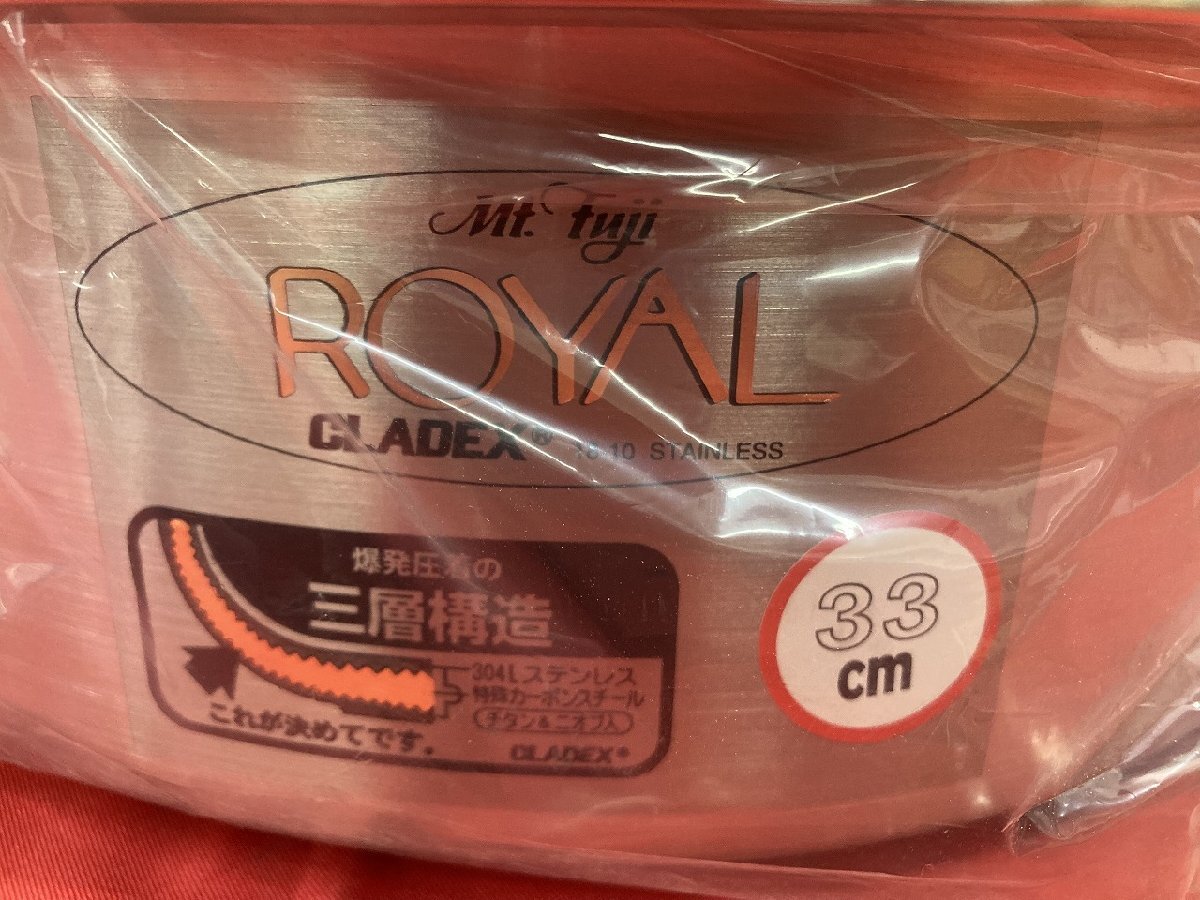 Mt. Fuji
ROYAL
CLADEX® 18.10 STAINLESS
爆発圧着の
三層構造
304Lステンレス
特殊カーボンスチール
チタン&ニオブ入
これが決めてです。
CLADEX®
33
cm